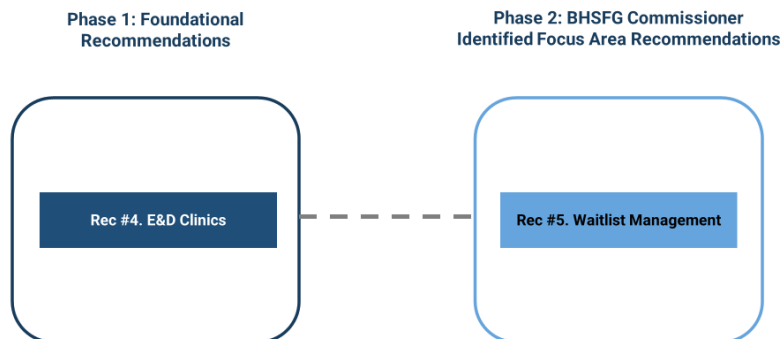 Phase 1: Foundational
Recommendations
Phase 2: BHSFG Commissioner
Identified Focus Area Recommendations
Rec #4. E&D Clinics
Rec #5. Waitlist Management